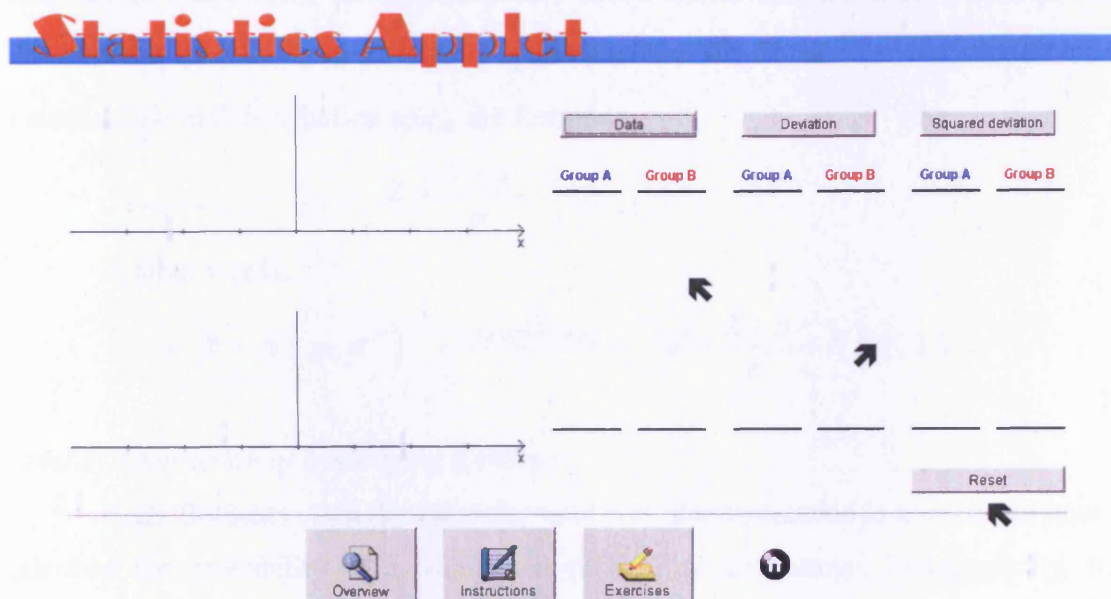 Statistics Applet
Data Deviation Squared deviation
Group A Group B Group A Group B Group A Group B
x
x
Reset
Overview Instructions Exercises